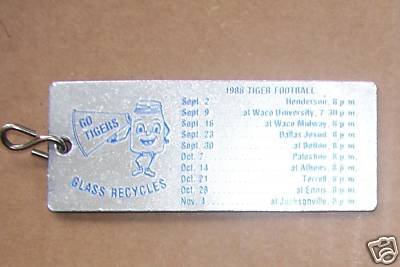 GO
TIGERS
GLASS RECYCLES
1988 TIGER FOOTBALL
Sept. 2 Henderson, 8 p.m.
Sept. 9 at Waco University, 7:30 p.m.
Sept. 16 at Waco Midway, 8 p.m.
Sept. 23 Dallas Jesuit, 8 p.m.
Sept. 30 at Belton, 8 p.m.
Oct. 7 Palestine, 8 p.m.
Oct. 14 at Athens, 8 p.m.
Oct. 21 Terrell, 8 p.m.
Oct. 28 at Ennis, 8 p.m.
Nov. 4 at Jacksonville, 8 p.m.